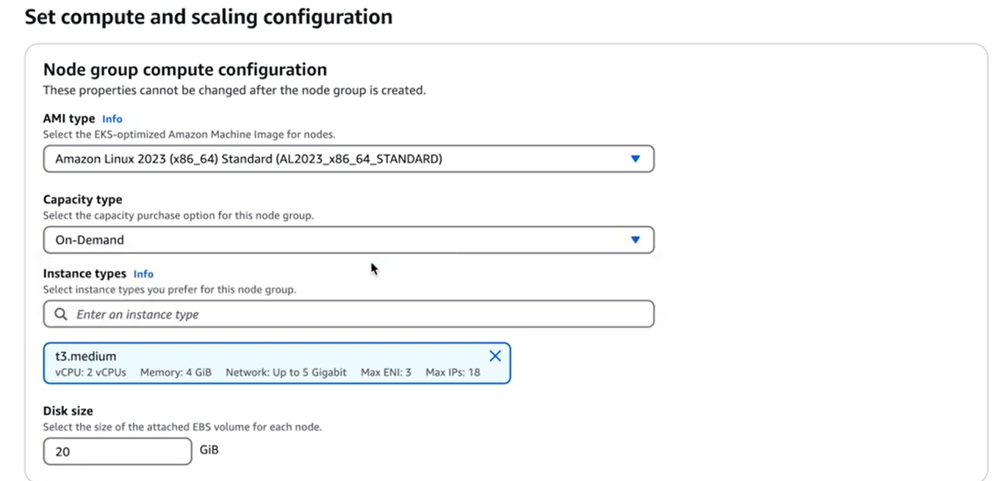 Set compute and scaling configuration
Node group compute configuration
These properties cannot be changed after the node group is created.
AMI type Info
Select the EKS-optimized Amazon Machine Image for nodes.
Amazon Linux 2023 (x86_64) Standard (AL2023_x86_64_STANDARD)
Capacity type
Select the capacity purchase option for this node group.
On-Demand
Instance types Info
Select instance types you prefer for this node group.
Enter an instance type
t3.medium
vCPU: 2 vCPUs Memory: 4 GiB Network: Up to 5 Gigabit Max ENI: 3 Max IPs: 18
Disk size
Select the size of the attached EBS volume for each node.
20 GiB